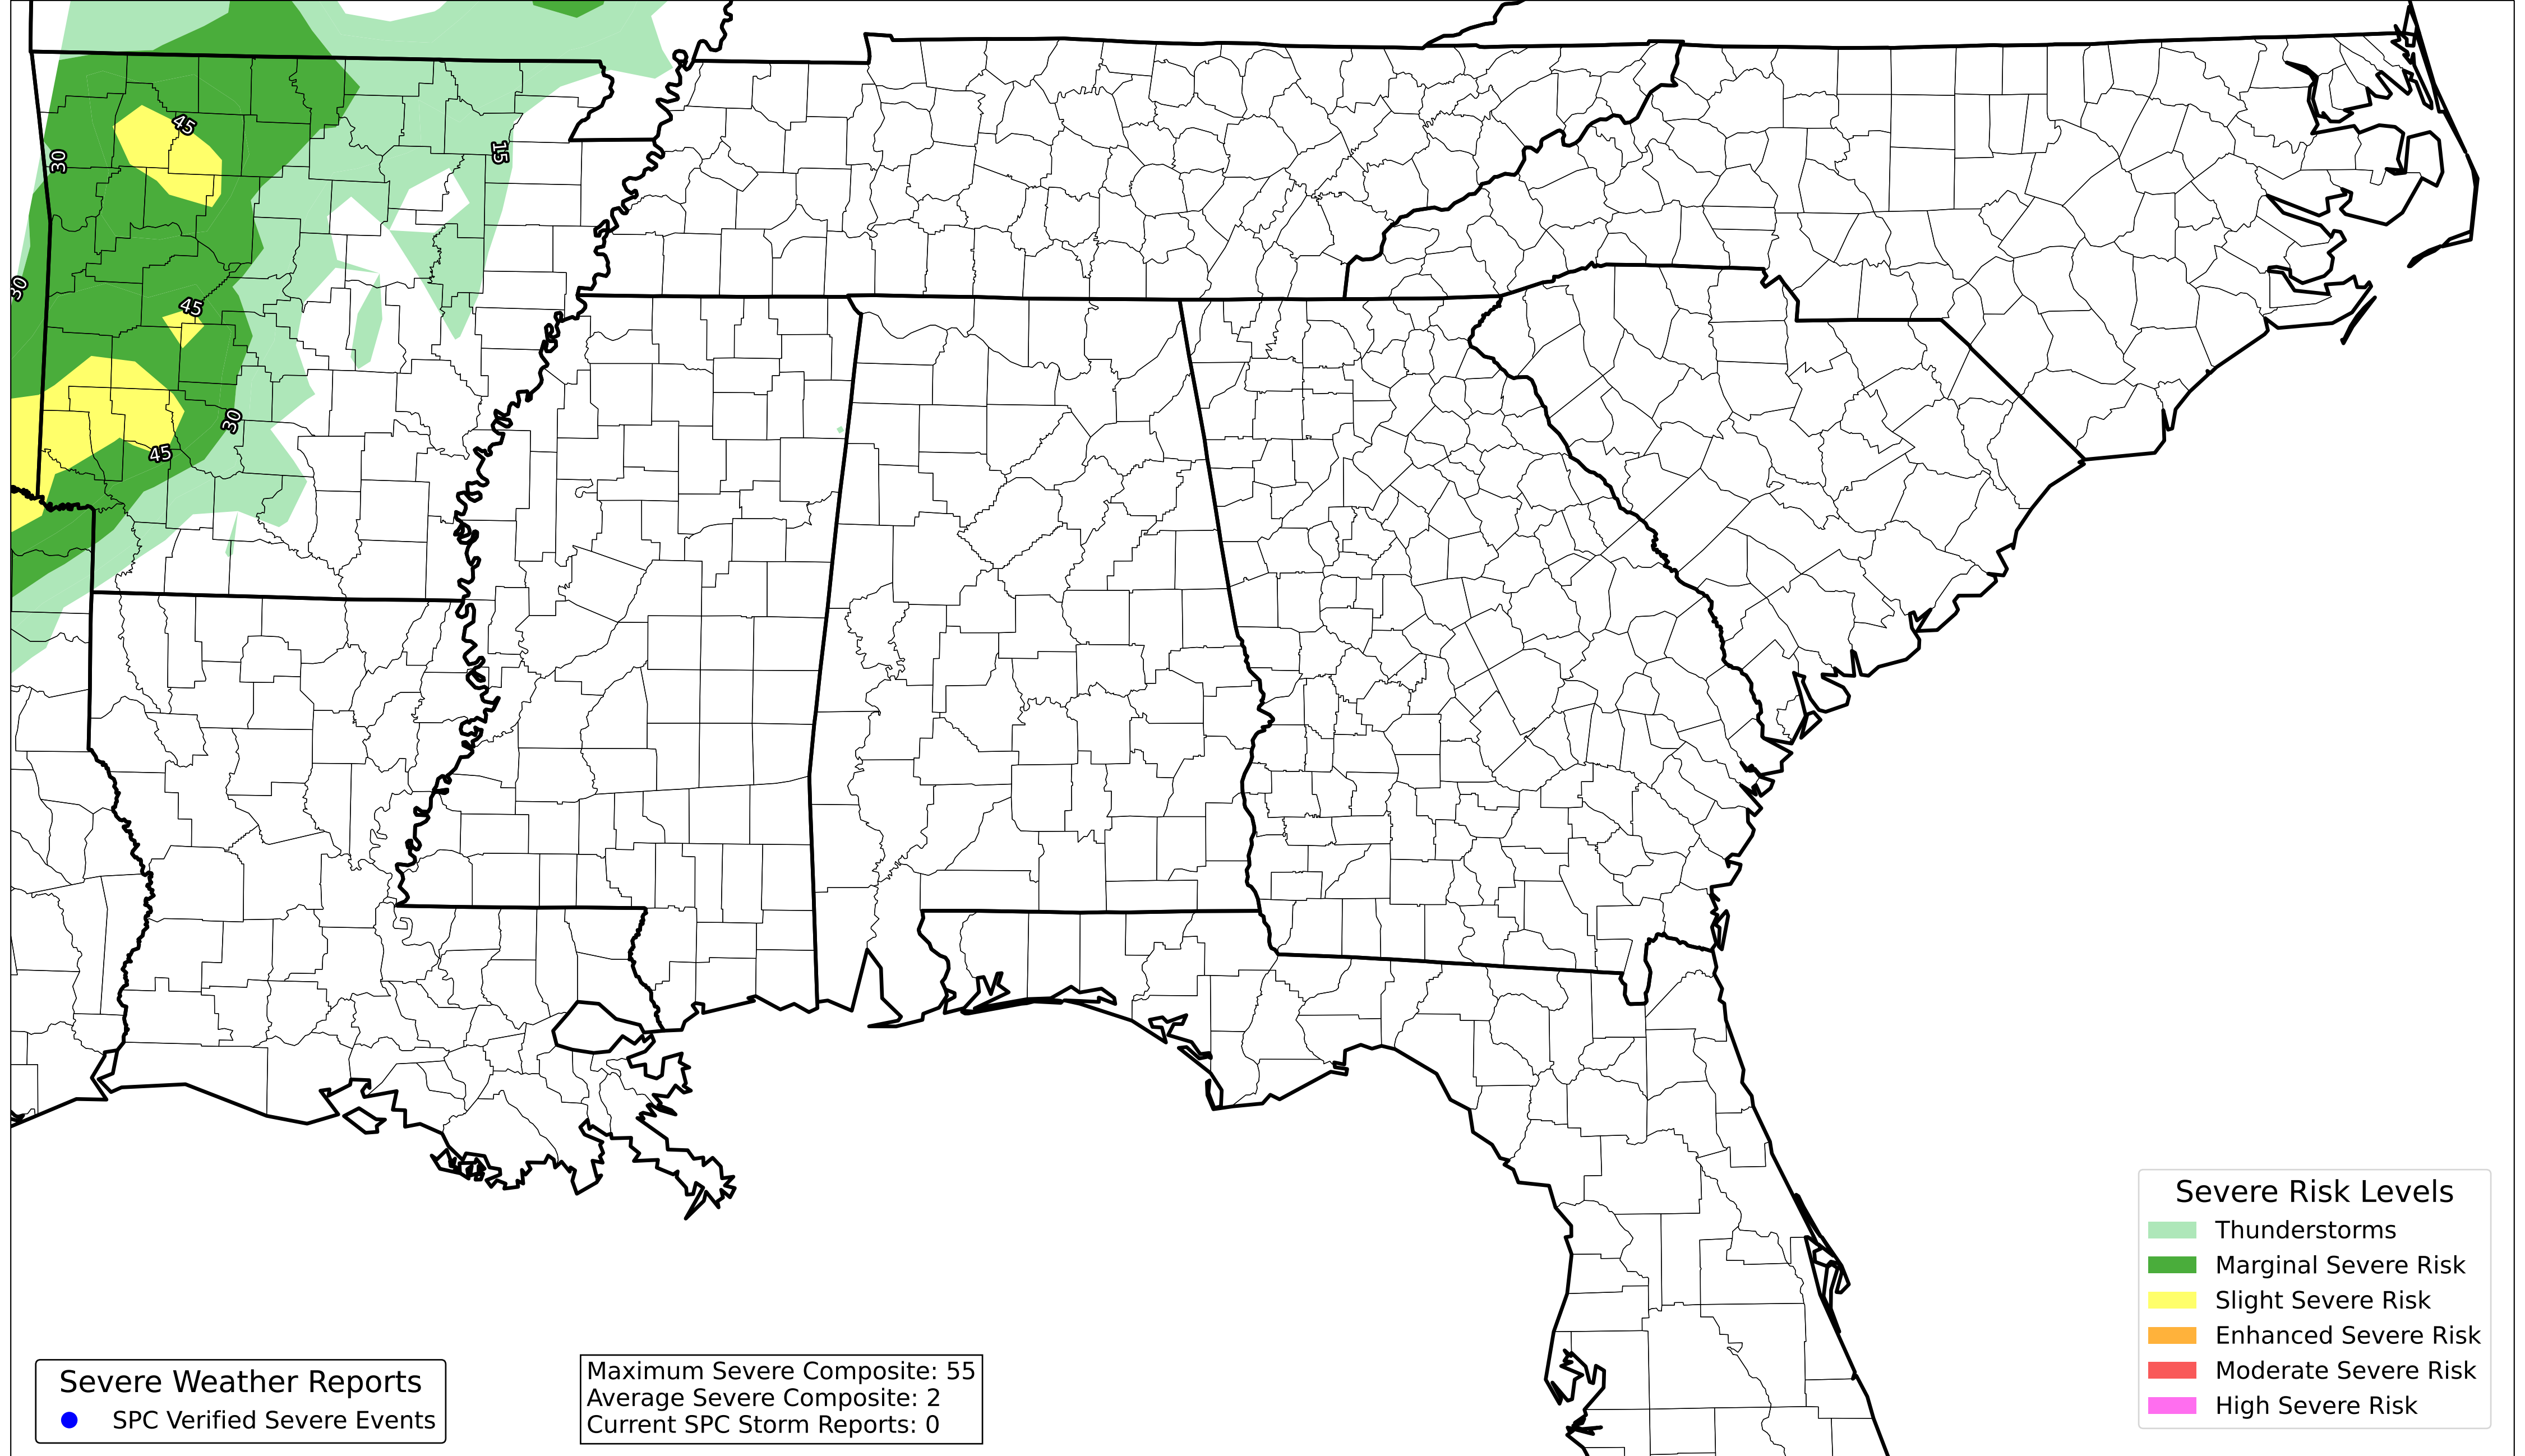 45
30
15
30
45
30
45
Severe Risk Levels
Thunderstorms
Marginal Severe Risk
Slight Severe Risk
Enhanced Severe Risk
Moderate Severe Risk
High Severe Risk
Severe Weather Reports
SPC Verified Severe Events
Maximum Severe Composite: 55
Average Severe Composite: 2
Current SPC Storm Reports: 0